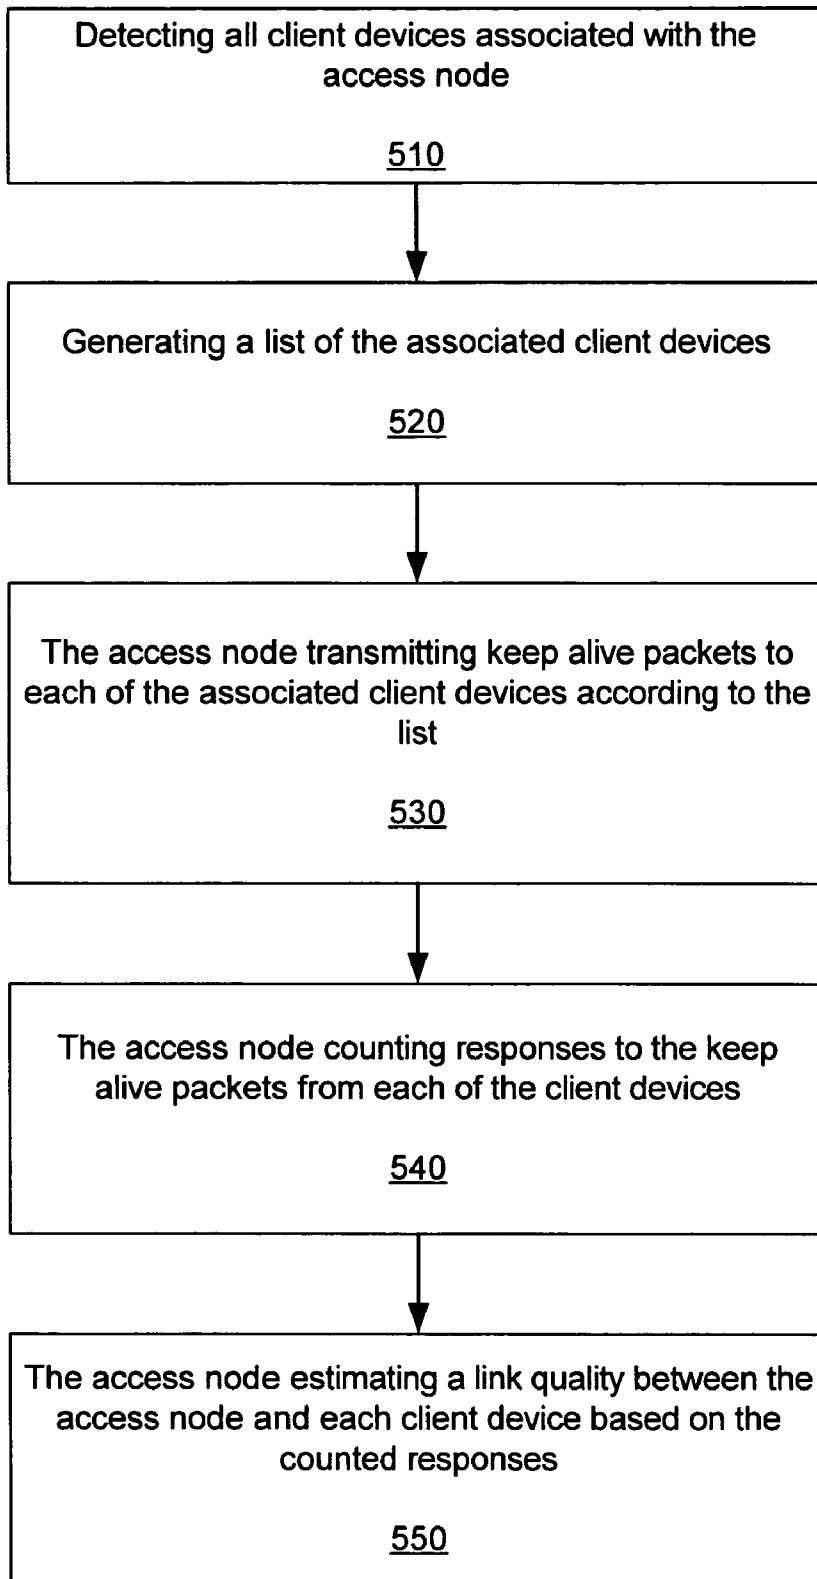 Detecting all client devices associated with the
access node
510
Generating a list of the associated client devices
520
The access node transmitting keep alive packets to
each of the associated client devices according to the
list
530
The access node counting responses to the keep
alive packets from each of the client devices
540
The access node estimating a link quality between the
access node and each client device based on the
counted responses
550